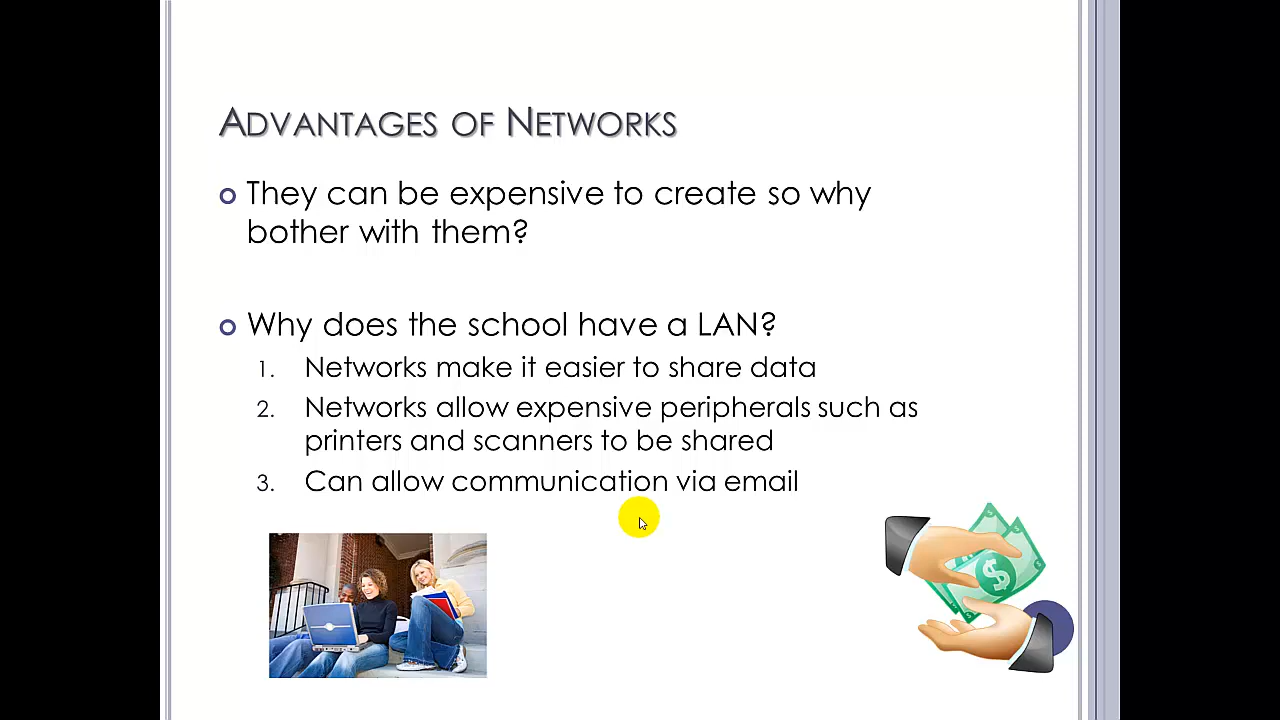 Advantages of Networks
They can be expensive to create so why
bother with them?
Why does the school have a LAN?
1. Networks make it easier to share data
2. Networks allow expensive peripherals such as
printers and scanners to be shared
3. Can allow communication via email